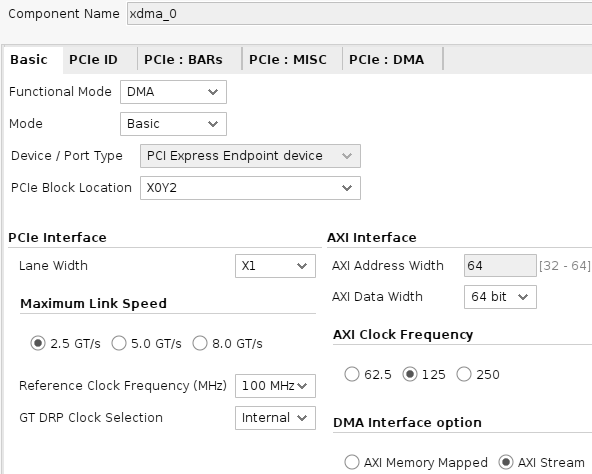 Component Name xdma_0
Basic PCIe ID PCIe : BARs PCIe : MISC PCIe : DMA
Functional Mode DMA
Mode Basic
Device / Port Type PCI Express Endpoint device
PCIe Block Location X0Y2
PCIe Interface
Lane Width X1
Maximum Link Speed
2.5 GT/s 5.0 GT/s 8.0 GT/s
Reference Clock Frequency (MHz) 100 MHz
GT DRP Clock Selection Internal
AXI Interface
AXI Address Width 64 [32 - 64]
AXI Data Width 64 bit
AXI Clock Frequency
62.5 125 250
DMA Interface option
AXI Memory Mapped AXI Stream